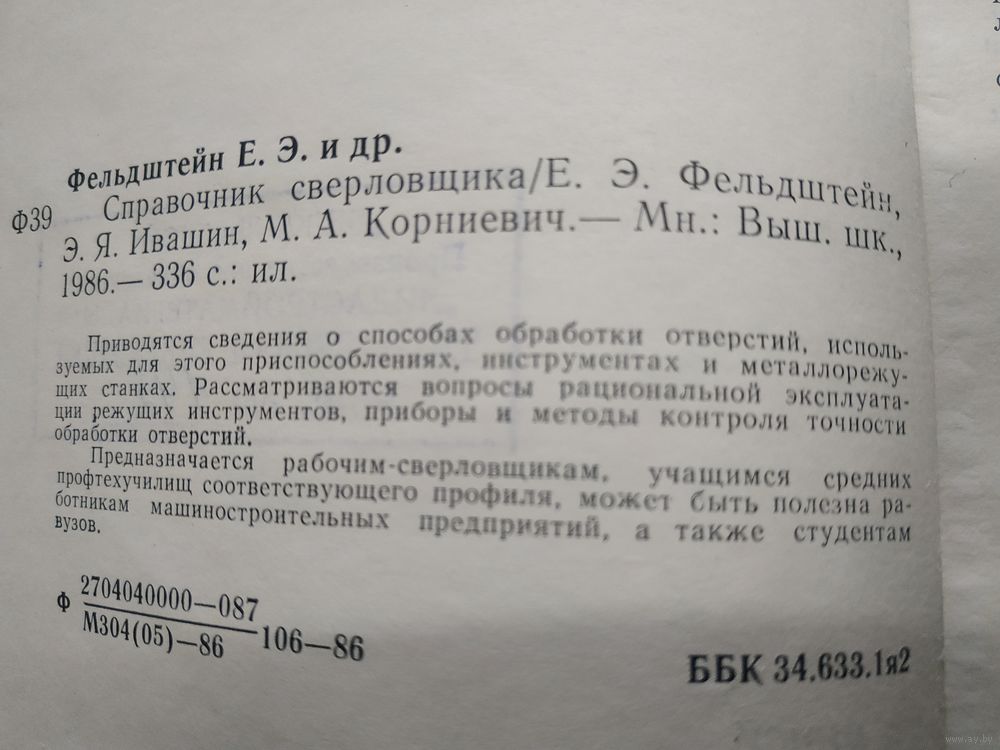 Фельдштейн Е. Э. и др.
Ф39 Справочник сверловщика/Е. Э. Фельдштейн,
Э. Я. Ивашин, М. А. Корниевич.— Мн.: Выш. шк.,
1986.— 336 с.: ил.
Приводятся сведения о способах обработки отверстий, исполь-
зуемых для этого приспособлениях, инструментах и металлорежу-
щих станках. Рассматриваются вопросы рациональной эксплуата-
ции режущих инструментов, приборы и методы контроля точности
обработки отверстий.
Предназначается рабочим-сверловщикам, учащимся средних
профтехучилищ соответствующего профиля, может быть полезна ра-
ботникам машиностроительных предприятий, а также студентам
вузов.
Ф 2704040000—087
М304(05)—86 106—86
ББК 34.633.1я2
www.ay.by